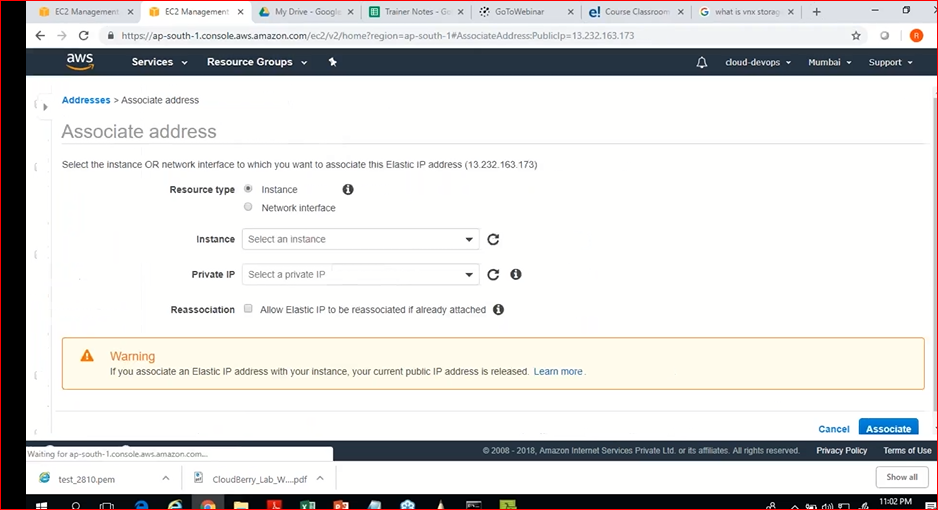 EC2 Management
EC2 Management
My Drive - Google
Trainer Notes - G
GoToWebinar
Course Classroom
what is vnx storag
https://ap-south-1.console.aws.amazon.com/ec2/v2/home?region=ap-south-1#AssociateAddress:PublicIp=13.232.163.173
R
aws
Services
Resource Groups
cloud-devops
Mumbai
Support
Addresses > Associate address
Associate address
Select the instance OR network interface to which you want to associate this Elastic IP address (13.232.163.173)
Resource type
Instance
Network interface
Instance
Select an instance
Private IP
Select a private IP
Reassociation
Allow Elastic IP to be reassociated if already attached
Warning
If you associate an Elastic IP address with your instance, your current public IP address is released. Learn more.
Cancel
Associate
Waiting for ap-south-1.console.aws.amazon.com...
© 2008 - 2018, Amazon Internet Services Private Ltd. or its affiliates. All rights reserved.
Privacy Policy
Terms of Use
test_2810.pem
CloudBerry_Lab_W....pdf
Show all
11:02 PM